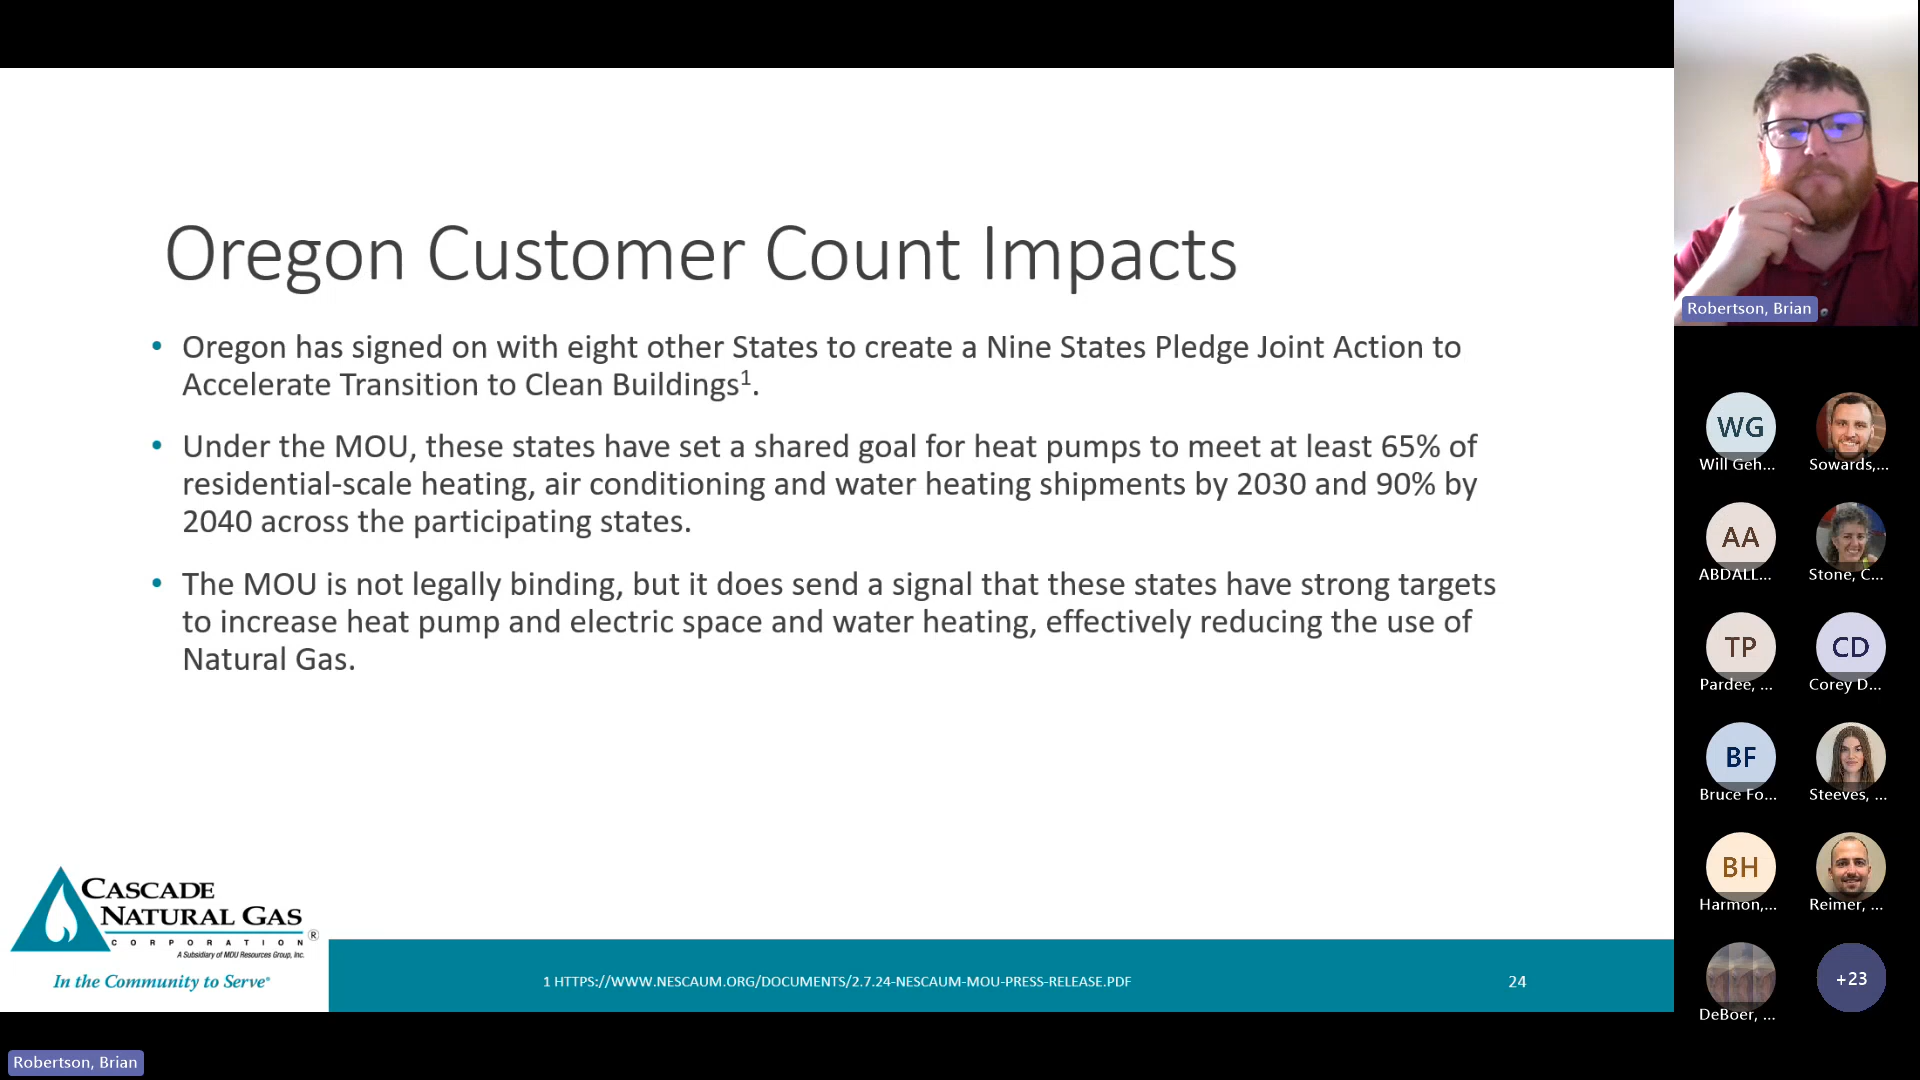 Oregon Customer Count Impacts
• Oregon has signed on with eight other States to create a Nine States Pledge Joint Action to
Accelerate Transition to Clean Buildings¹.
• Under the MOU, these states have set a shared goal for heat pumps to meet at least 65% of
residential-scale heating, air conditioning and water heating shipments by 2030 and 90% by
2040 across the participating states.
• The MOU is not legally binding, but it does send a signal that these states have strong targets
to increase heat pump and electric space and water heating, effectively reducing the use of
Natural Gas.
CASCADE
NATURAL GAS
CORPORATION ®
A Subsidiary of MDU Resources Group, Inc.
In the Community to Serve®
1 HTTPS://WWW.NESCAUM.ORG/DOCUMENTS/2.7.24-NESCAUM-MOU-PRESS-RELEASE.PDF
24
Robertson, Brian
Robertson, Brian
WG
Will Geh...
Sowards,...
AA
ABDALL...
Stone, C...
TP
Pardee, ...
CD
Corey D...
BF
Bruce Fo...
Steeves, ...
BH
Harmon,...
Reimer, ...
DeBoer, ...
+23